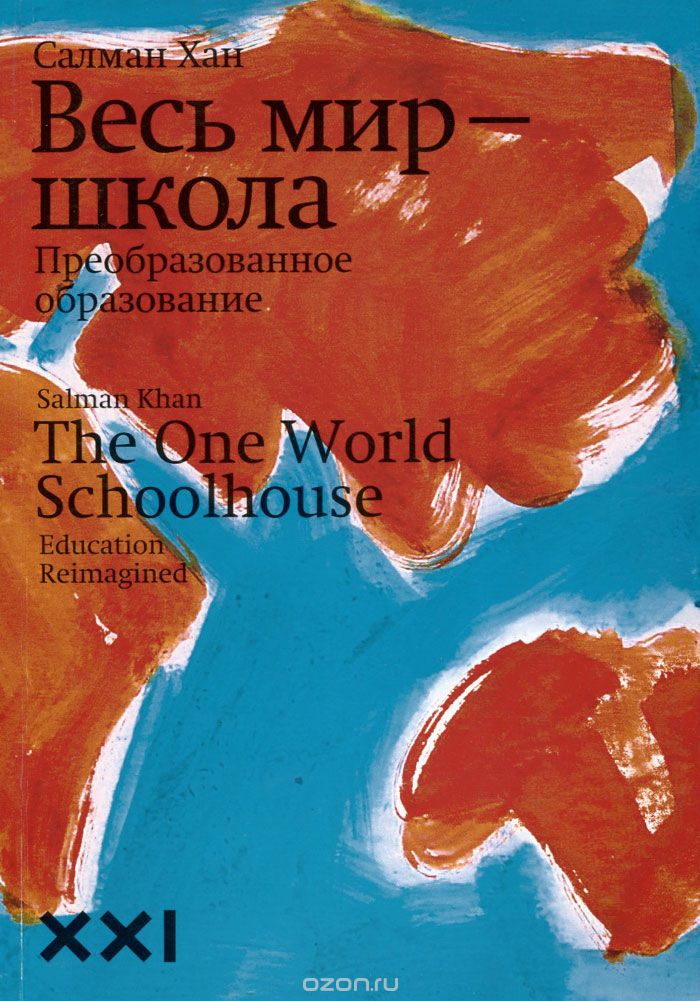 Салман Хан
Весь мир —
школа
Преобразованное
образование
Salman Khan
The One World
Schoolhouse
Education
Reimagined
XXI
ozon.ru